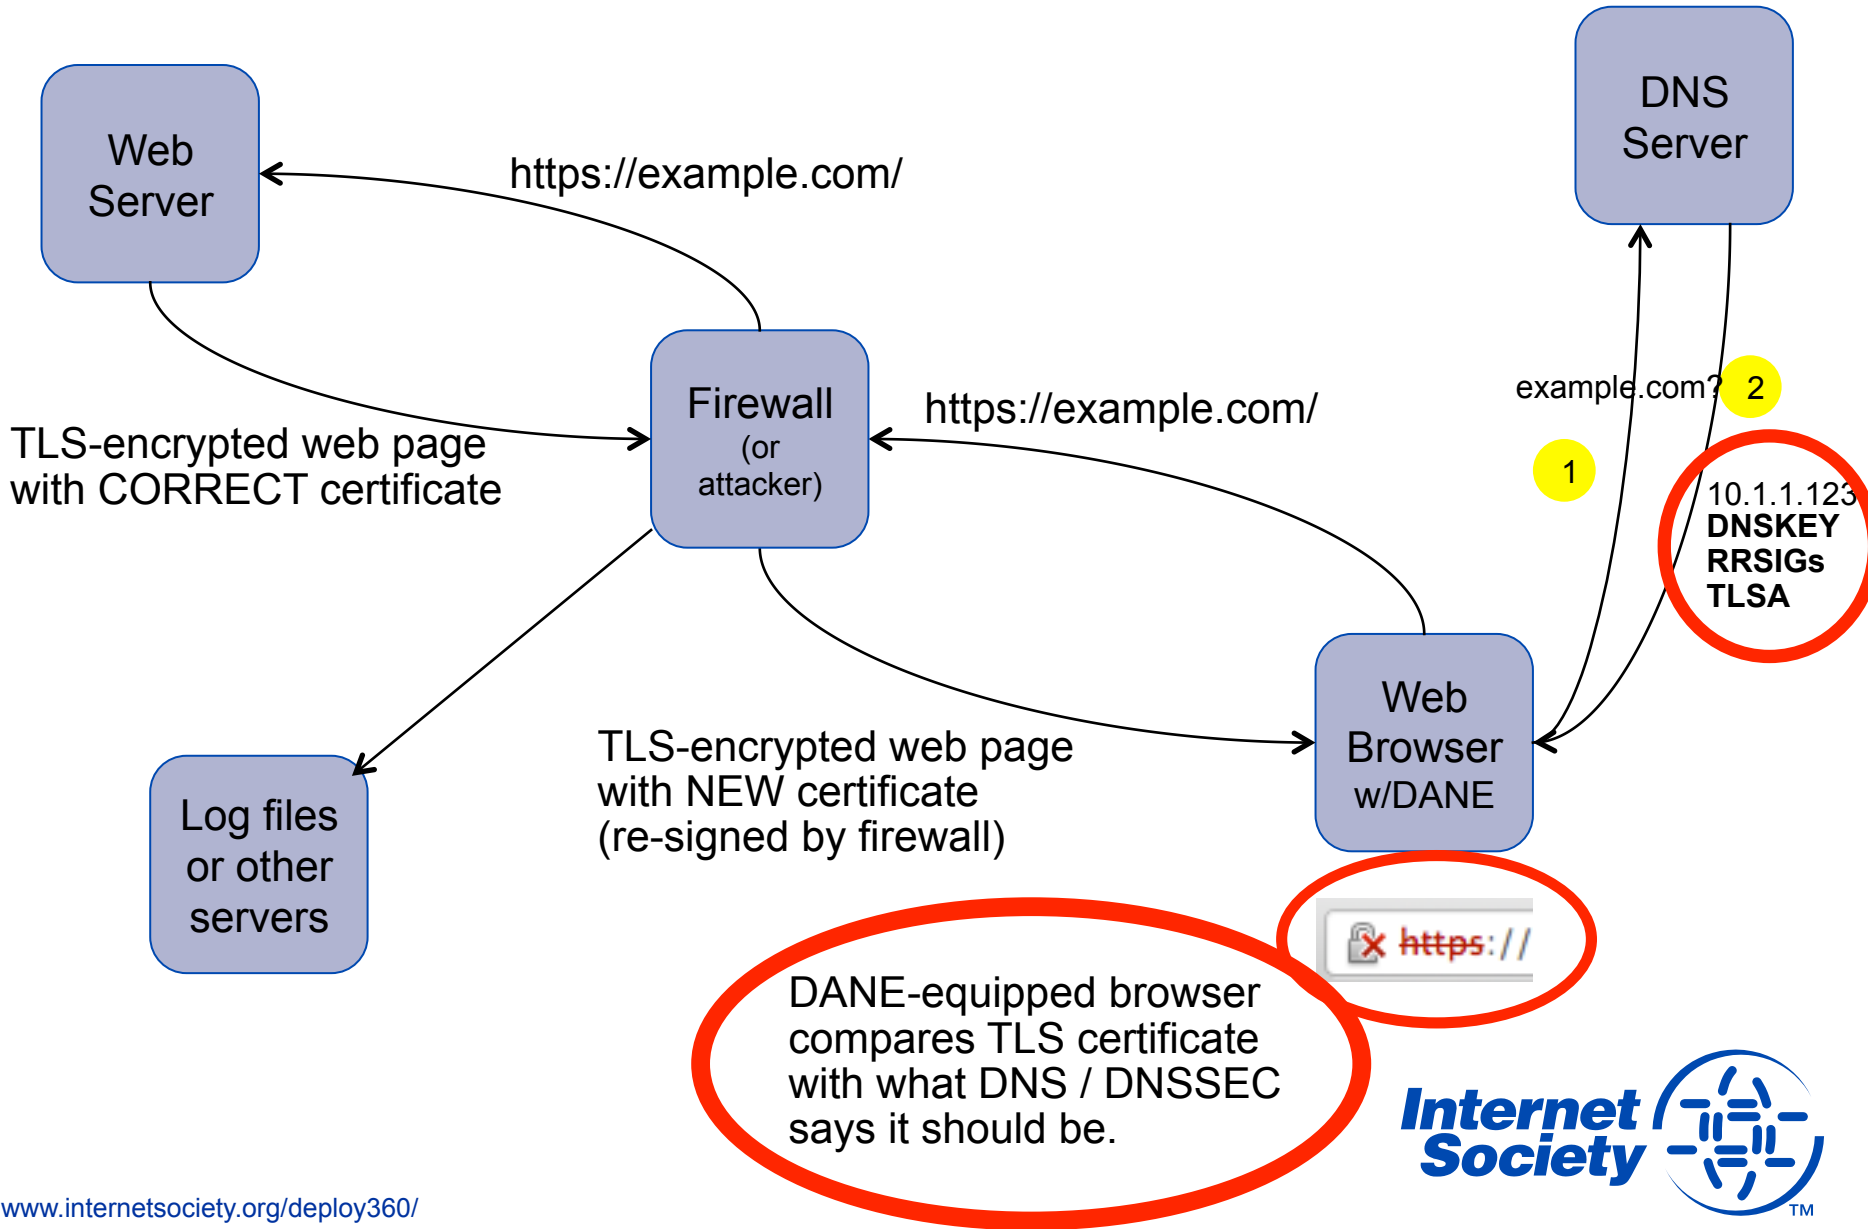 DNS
Server
Web
Server
https://example.com/
example.com?
2
1
Firewall
(or
attacker)
https://example.com/
TLS-encrypted web page
with CORRECT certificate
10.1.1.123
DNSKEY
RRSIGs
TLSA
Web
Browser
w/DANE
TLS-encrypted web page
with NEW certificate
(re-signed by firewall)
Log files
or other
servers
https://
DANE-equipped browser
compares TLS certificate
with what DNS / DNSSEC
says it should be.
Internet
Society
TM
www.internetsociety.org/deploy360/